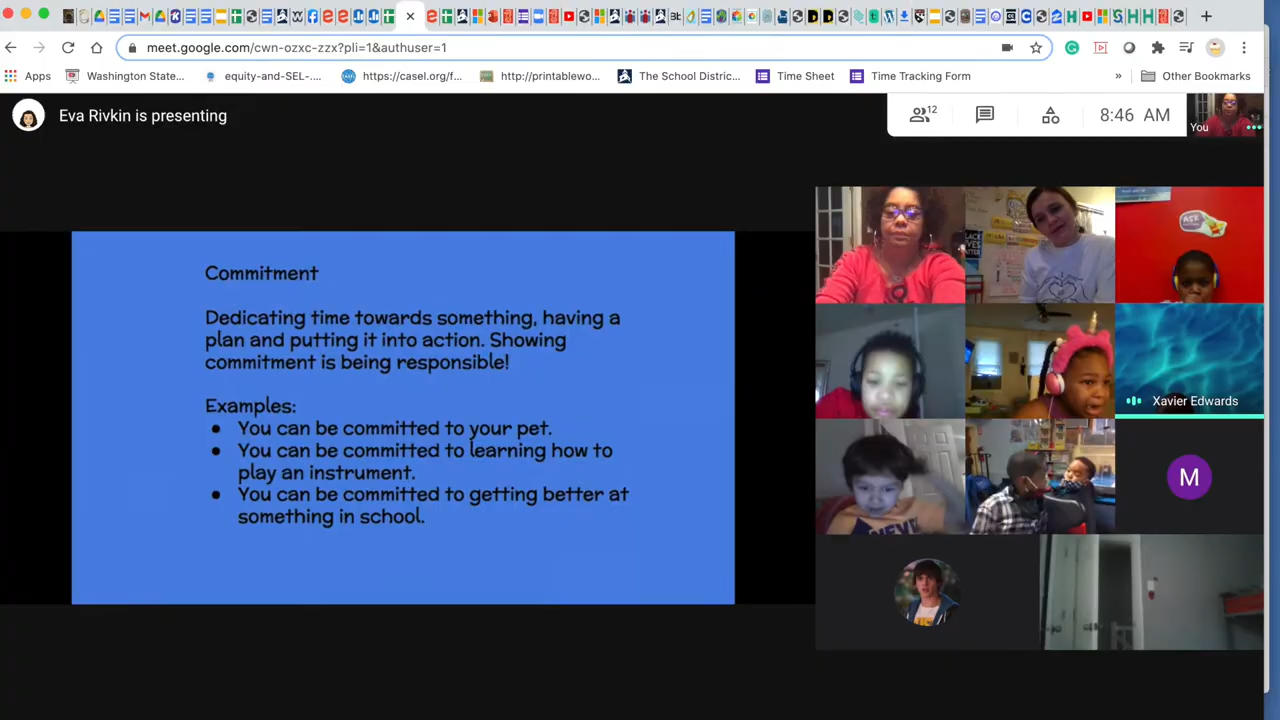 meet.google.com/cwn-ozxc-zzx?pli=1&authuser=1
Apps
Washington State...
equity-and-SEL-....
https://casel.org/f...
http://printablewo...
The School Distric...
Time Sheet
Time Tracking Form
»
Other Bookmarks
Eva Rivkin is presenting
12
8:46 AM
You
Commitment
Dedicating time towards something, having a
plan and putting it into action. Showing
commitment is being responsible!
Examples:
• You can be committed to your pet.
• You can be committed to learning how to
play an instrument.
• You can be committed to getting better at
something in school.
BLACK
LIVES
MATTER
ASK
Xavier Edwards
M